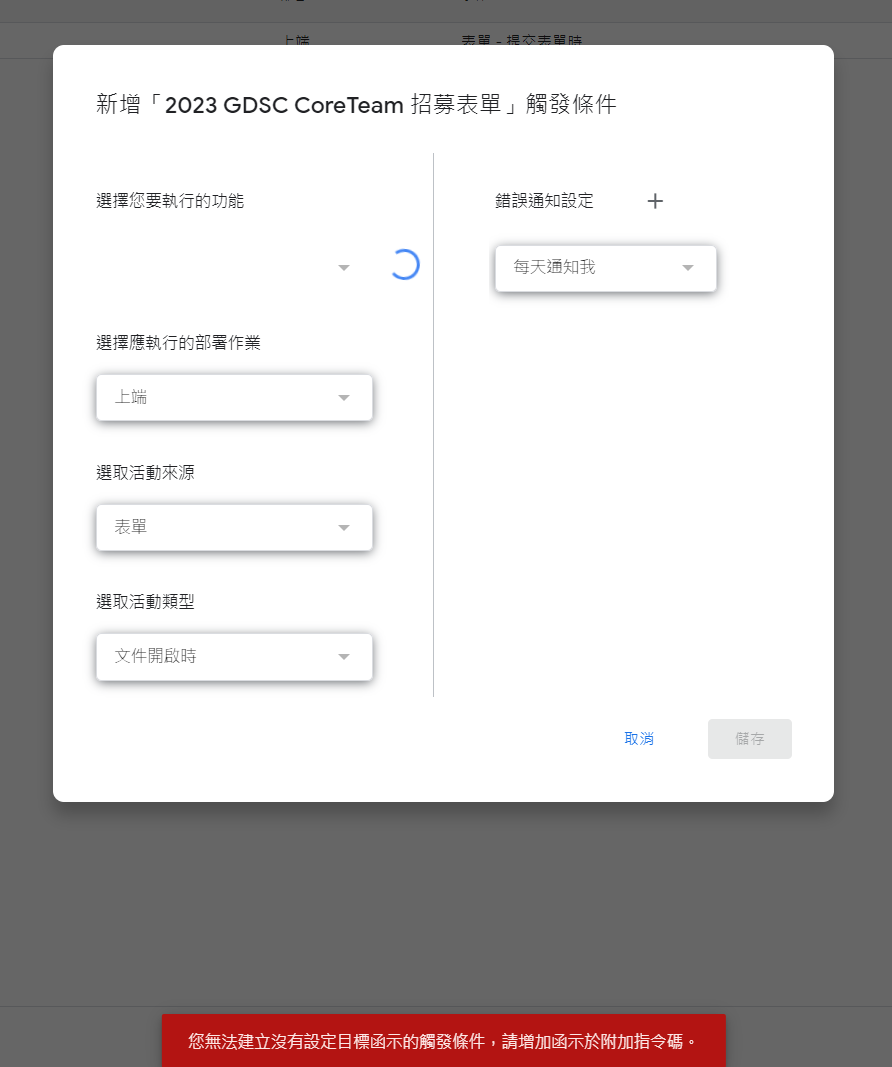 上端
表單 - 提交表單時
新增「2023 GDSC CoreTeam 招募表單」觸發條件
選擇您要執行的功能
錯誤通知設定
每天通知我
選擇應執行的部署作業
上端
選取活動來源
表單
選取活動類型
文件開啟時
取消
儲存
您無法建立沒有設定目標函示的觸發條件，請增加函示於附加指令碼。